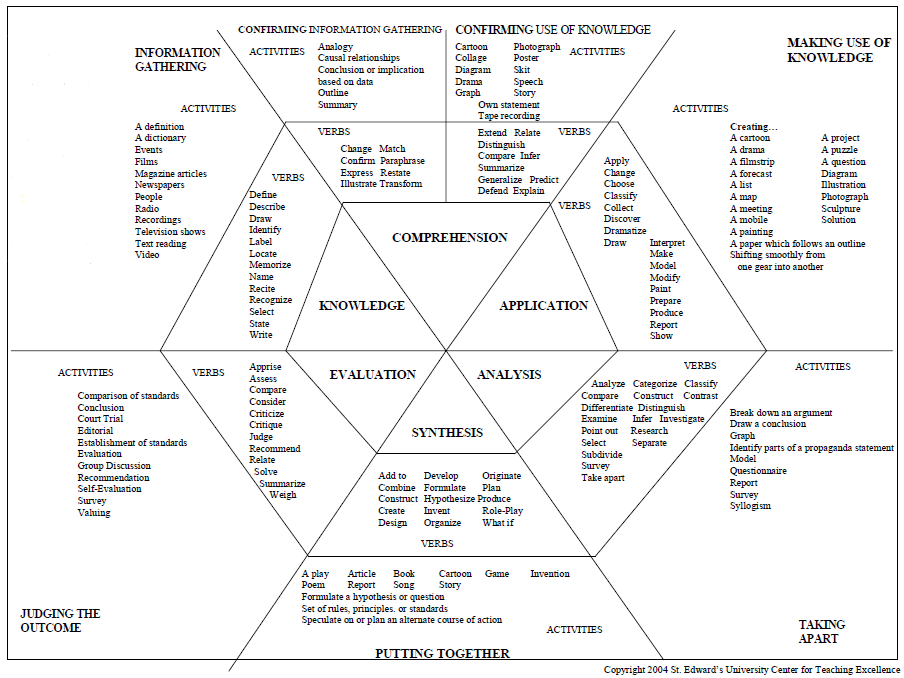 CONFIRMING INFORMATION GATHERING
CONFIRMING USE OF KNOWLEDGE
INFORMATION
GATHERING
ACTIVITIES
A definition
A dictionary
Events
Films
Magazine articles
Newspapers
People
Radio
Recordings
Television shows
Text reading
Video
ACTIVITIES
Analogy
Causal relationships
Conclusion or implication
based on data
Outline
Summary
Cartoon Photograph
Collage Poster
Diagram Skit
Drama Speech
Graph Story
Own statement
Tape recording
ACTIVITIES
MAKING USE OF
KNOWLEDGE
ACTIVITIES
Creating...
A cartoon A project
A drama A puzzle
A filmstrip A question
A forecast Diagram
A list Illustration
A map Photograph
A meeting Sculpture
A mobile Solution
A painting
A paper which follows an outline
Shifting smoothly from
one gear into another
VERBS
Change Match
Confirm Paraphrase
Express Restate
Illustrate Transform
VERBS
Extend Relate
Distinguish
Compare Infer
Summarize
Generalize Predict
Defend Explain
VERBS
Define
Describe
Draw
Identify
Label
Locate
Memorize
Name
Recite
Recognize
Select
State
Write
VERBS
Apply
Change
Choose
Classify
Collect
Discover
Dramatize
Draw Interpret
Make
Model
Modify
Paint
Prepare
Produce
Report
Show
COMPREHENSION
KNOWLEDGE
APPLICATION
EVALUATION
ANALYSIS
SYNTHESIS
ACTIVITIES
Comparison of standards
Conclusion
Court Trial
Editorial
Establishment of standards
Evaluation
Group Discussion
Recommendation
Self-Evaluation
Survey
Valuing
VERBS
Apprise
Assess
Compare
Consider
Criticize
Critique
Judge
Recommend
Relate
Solve
Summarize
Weigh
VERBS
Analyze Categorize Classify
Compare Construct Contrast
Differentiate Distinguish
Examine Infer Investigate
Point out Research
Select Separate
Subdivide
Survey
Take apart
ACTIVITIES
Break down an argument
Draw a conclusion
Graph
Identify parts of a propaganda statement
Model
Questionnaire
Report
Survey
Syllogism
Add to Develop Originate
Combine Formulate Plan
Construct Hypothesize Produce
Create Invent Role-Play
Design Organize What if
VERBS
A play Article Book Cartoon Game Invention
Poem Report Song Story
Formulate a hypothesis or question
Set of rules, principles. or standards
Speculate on or plan an alternate course of action
ACTIVITIES
JUDGING THE
OUTCOME
TAKING
APART
PUTTING TOGETHER
Copyright 2004 St. Edward's University Center for Teaching Excellence